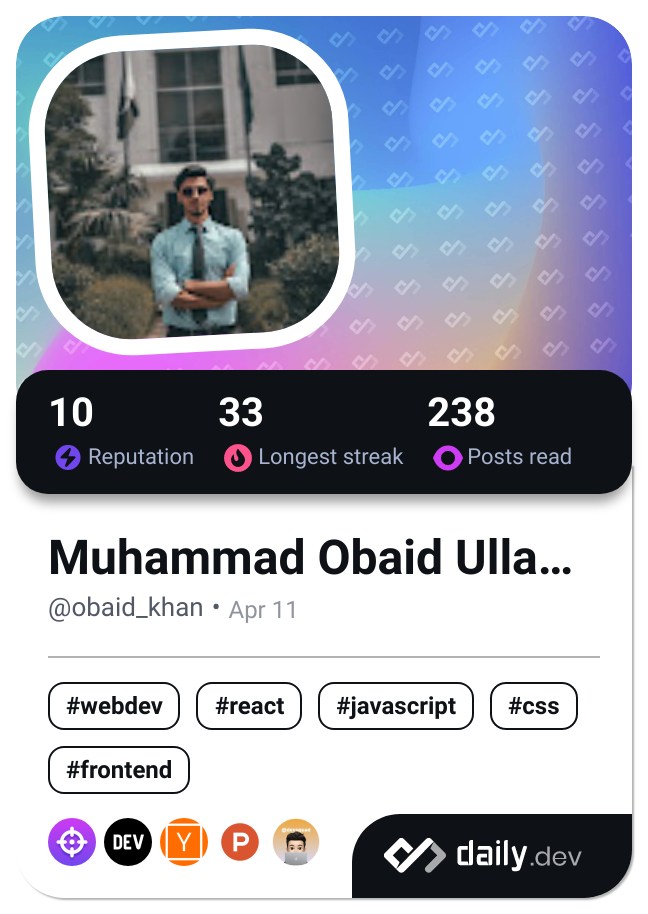 10 33 238
Reputation Longest streak Posts read
Muhammad Obaid Ulla...
@obaid_khan • Apr 11
#webdev #react #javascript #css
#frontend
DEV Y P
daily.dev